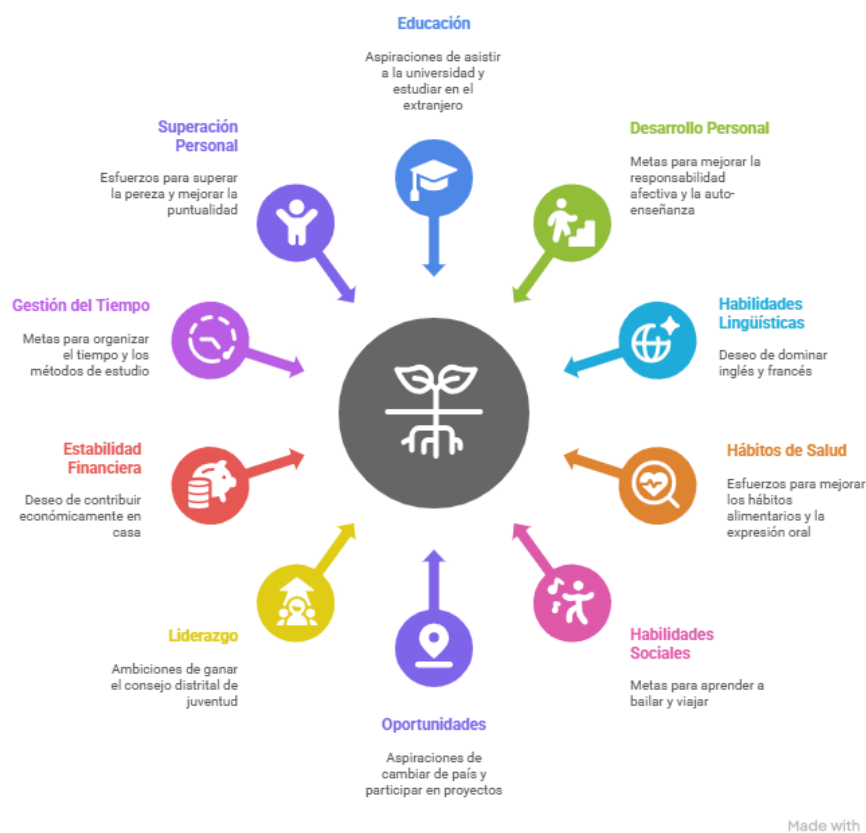 Educación
Aspiraciones de asistir
a la universidad y
estudiar en el
extranjero
Desarrollo Personal
Metas para mejorar la
responsabilidad
afectiva y la auto-
enseñanza
Habilidades
Lingüísticas
Deseo de dominar
inglés y francés
Hábitos de Salud
Esfuerzos para mejorar
los hábitos
alimentarios y la
expresión oral
Habilidades
Sociales
Metas para aprender a
bailar y viajar
Oportunidades
Aspiraciones de
cambiar de país y
participar en proyectos
Liderazgo
Ambiciones de ganar
el consejo distrital de
juventud
Estabilidad
Financiera
Deseo de contribuir
económicamente en
casa
Gestión del Tiempo
Metas para organizar
el tiempo y los
métodos de estudio
Superación
Personal
Esfuerzos para superar
la pereza y mejorar la
puntualidad
Made with